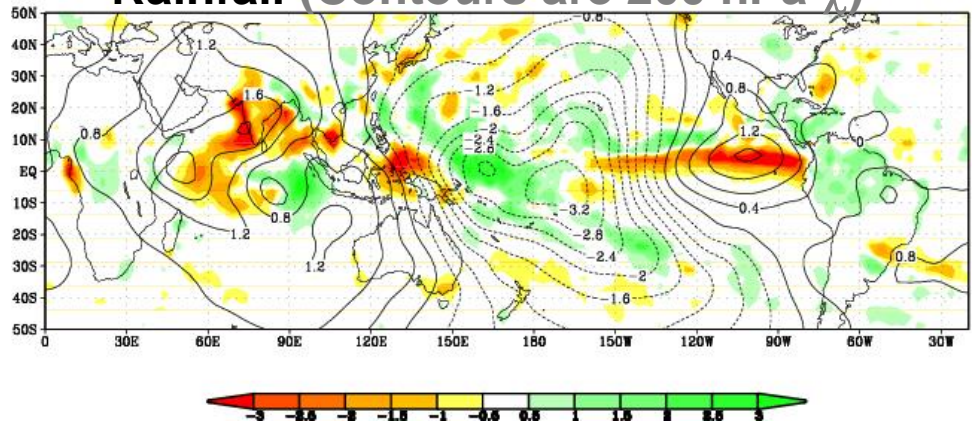 Rainfall (Contours are 200 hPa χ)
50N
40N
30N
20N
10N
EQ
10S
20S
30S
40S
50S
0 30E 60E 90E 120E 150E 180 150W 120W 90W 60W 30W
1.2
1.6
0.8
0.8
1.2
1.2
-0.8
-1.2
-1.6
-2
-2.4
-2.8
-3.2
-2.8
-2.4
-2
-1.6
0.4
0.8
1.2
0.4
0
0.8
-3 -2.5 -2 -1.5 -1 -0.5 0.5 1 1.5 2 2.5 3